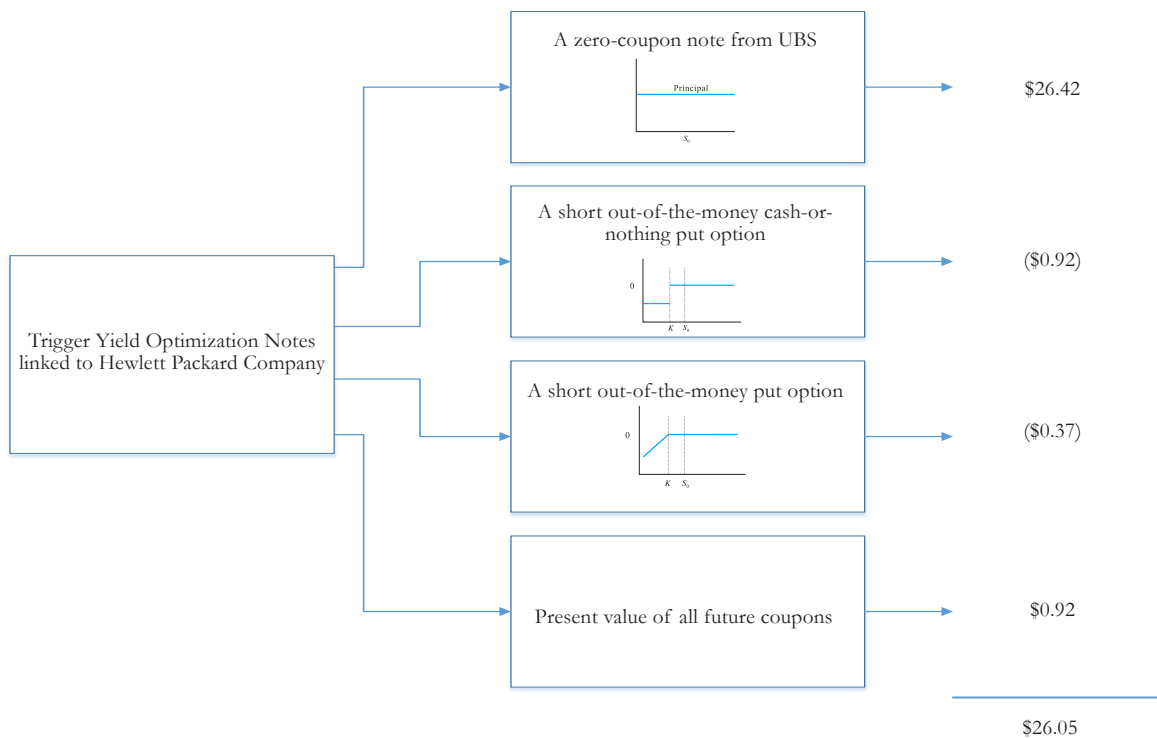 A zero-coupon note from UBS
Principal
S₀
$26.42
A short out-of-the-money cash-or-
nothing put option
0
K S₀
($0.92)
Trigger Yield Optimization Notes
linked to Hewlett Packard Company
A short out-of-the-money put option
0
K S₀
($0.37)
Present value of all future coupons
$0.92
$26.05